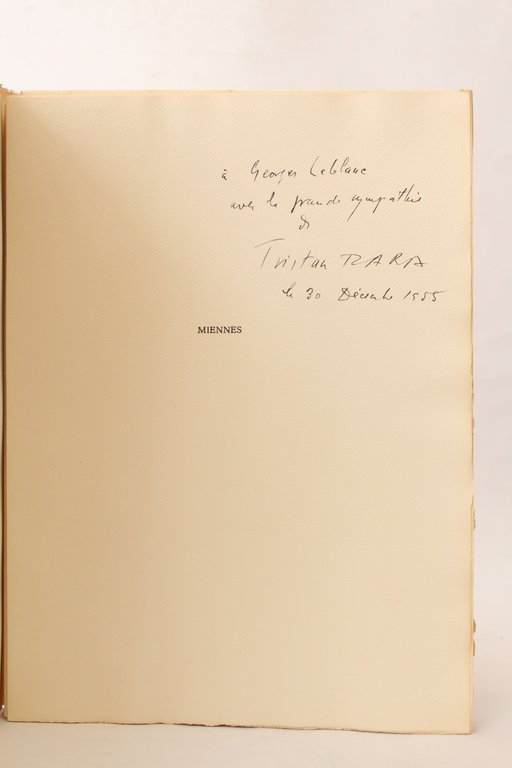 à Georges Leblanc
avec la grande sympathie
de
Tristan TZARA
le 30 Décembre 1955
MIENNES